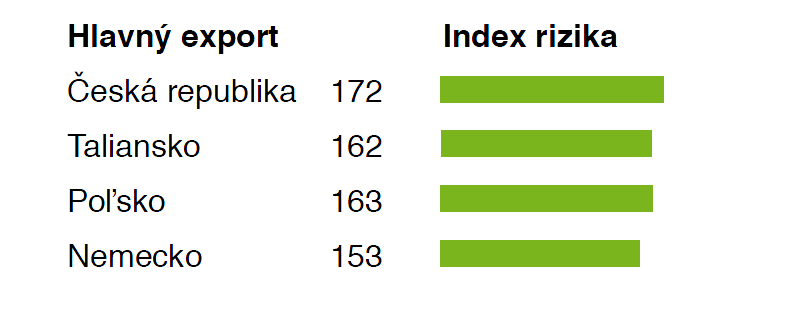 Hlavný export Index rizika
Česká republika 172
Taliansko 162
Poľsko 163
Nemecko 153